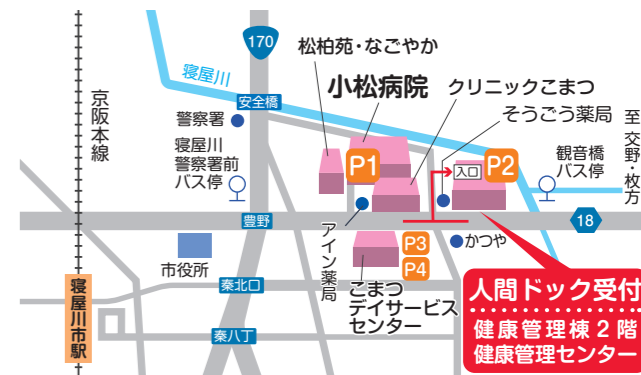 170
松柏苑・なごやか
寝屋川
小松病院
クリニックこまつ
安全橋
そうごう薬局
京阪本線
警察署
寝屋川
警察署前
バス停
P1
入口
P2
観音橋
バス停
至 交野・枚方
豊野
18
アイン薬局
かつや
市役所
P3
P4
こまつ
デイサービス
センター
秦北口
秦八丁
寝屋川市駅
人間ドック受付
健康管理棟2階
健康管理センター